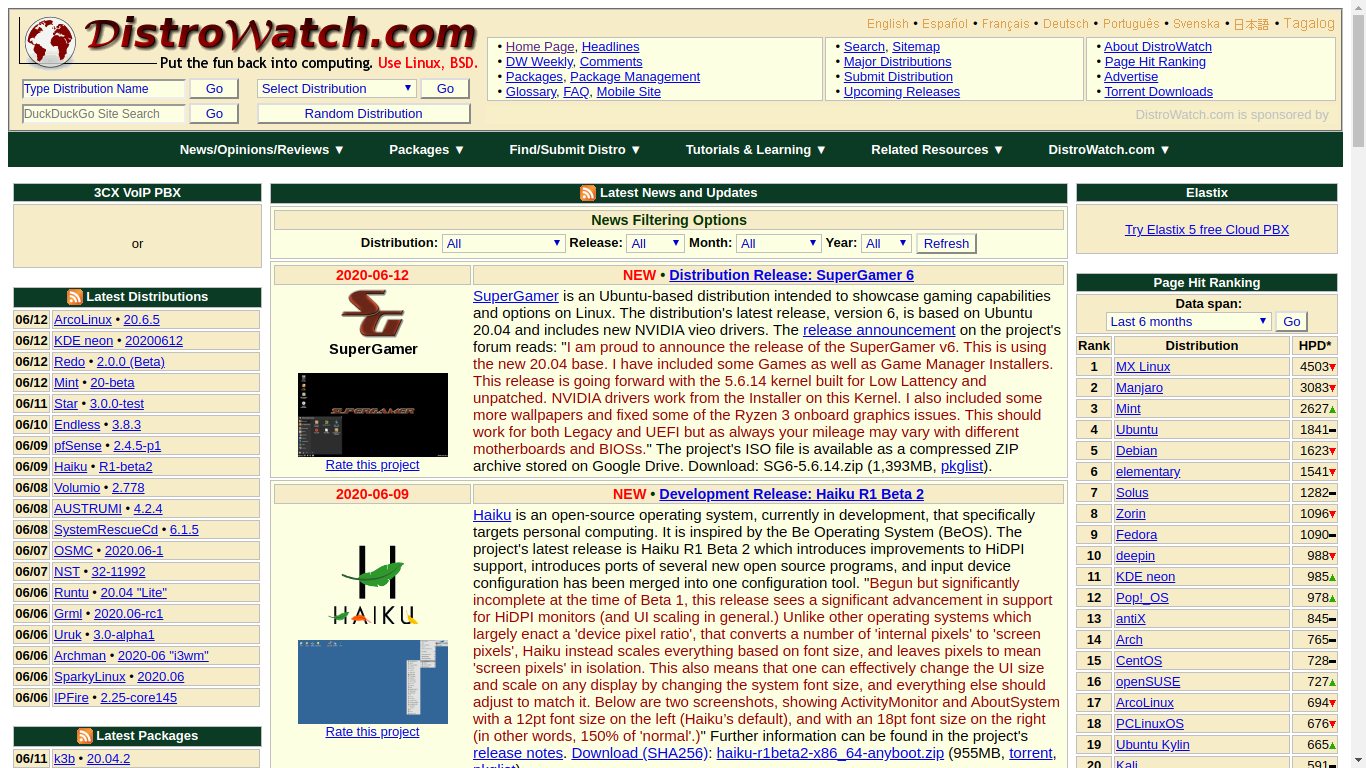 DistroWatch.com
Put the fun back into computing. Use Linux, BSD.
English • Español • Français • Deutsch • Português • Svenska • 日本語 • Tagalog
Type Distribution Name Go Select Distribution Go
DuckDuckGo Site Search Go Random Distribution
• Home Page, Headlines
• DW Weekly, Comments
• Packages, Package Management
• Glossary, FAQ, Mobile Site
• Search, Sitemap
• Major Distributions
• Submit Distribution
• Upcoming Releases
• About DistroWatch
• Page Hit Ranking
• Advertise
• Torrent Downloads
DistroWatch.com is sponsored by
News/Opinions/Reviews ▼ Packages ▼ Find/Submit Distro ▼ Tutorials & Learning ▼ Related Resources ▼ DistroWatch.com ▼
3CX VoIP PBX
or
Latest Distributions
06/12 ArcoLinux • 20.6.5
06/12 KDE neon • 20200612
06/12 Redo • 2.0.0 (Beta)
06/12 Mint • 20-beta
06/11 Star • 3.0.0-test
06/10 Endless • 3.8.3
06/09 pfSense • 2.4.5-p1
06/09 Haiku • R1-beta2
06/08 Volumio • 2.778
06/08 AUSTRUMI • 4.2.4
06/08 SystemRescueCd • 6.1.5
06/07 OSMC • 2020.06-1
06/07 NST • 32-11992
06/06 Runtu • 20.04 "Lite"
06/06 Grml • 2020.06-rc1
06/06 Uruk • 3.0-alpha1
06/06 Archman • 2020-06 "i3wm"
06/06 SparkyLinux • 2020.06
06/06 IPFire • 2.25-core145
Latest Packages
06/11 k3b • 20.04.2
Latest News and Updates
News Filtering Options
Distribution: All Release: All Month: All Year: All Refresh
2020-06-12 NEW • Distribution Release: SuperGamer 6
SG
SuperGamer
SUPERGAMER
Rate this project
SuperGamer is an Ubuntu-based distribution intended to showcase gaming capabilities
and options on Linux. The distribution's latest release, version 6, is based on Ubuntu
20.04 and includes new NVIDIA vieo drivers. The release announcement on the project's
forum reads: "I am proud to announce the release of the SuperGamer v6. This is using
the new 20.04 base. I have included some Games as well as Game Manager Installers.
This release is going forward with the 5.6.14 kernel built for Low Lattency and
unpatched. NVIDIA drivers work from the Installer on this Kernel. I also included some
more wallpapers and fixed some of the Ryzen 3 onboard graphics issues. This should
work for both Legacy and UEFI but as always your mileage may vary with different
motherboards and BIOSs." The project's ISO file is available as a compressed ZIP
archive stored on Google Drive. Download: SG6-5.6.14.zip (1,393MB, pkglist).
2020-06-09 NEW • Development Release: Haiku R1 Beta 2
H
HAIKU
Rate this project
Haiku is an open-source operating system, currently in development, that specifically
targets personal computing. It is inspired by the Be Operating System (BeOS). The
project's latest release is Haiku R1 Beta 2 which introduces improvements to HiDPI
support, introduces ports of several new open source programs, and input device
configuration has been merged into one configuration tool. "Begun but significantly
incomplete at the time of Beta 1, this release sees a significant advancement in support
for HiDPI monitors (and UI scaling in general.) Unlike other operating systems which
largely enact a 'device pixel ratio', that converts a number of 'internal pixels' to 'screen
pixels', Haiku instead scales everything based on font size, and leaves pixels to mean
'screen pixels' in isolation. This also means that one can effectively change the UI size
and scale on any display by changing the system font size, and everything else should
adjust to match it. Below are two screenshots, showing ActivityMonitor and AboutSystem
with a 12pt font size on the left (Haiku's default), and with an 18pt font size on the right
(in other words, 150% of 'normal'.)" Further information can be found in the project's
release notes. Download (SHA256): haiku-r1beta2-x86_64-anyboot.zip (955MB, torrent,
pkglist).
Elastix
Try Elastix 5 free Cloud PBX
Page Hit Ranking
Data span:
Last 6 months Go
Rank Distribution HPD*
1 MX Linux 4503
2 Manjaro 3083
3 Mint 2627
4 Ubuntu 1841
5 Debian 1623
6 elementary 1541
7 Solus 1282
8 Zorin 1096
9 Fedora 1090
10 deepin 988
11 KDE neon 985
12 Pop!_OS 978
13 antiX 845
14 Arch 765
15 CentOS 728
16 openSUSE 727
17 ArcoLinux 694
18 PCLinuxOS 676
19 Ubuntu Kylin 665
20 Kali 591